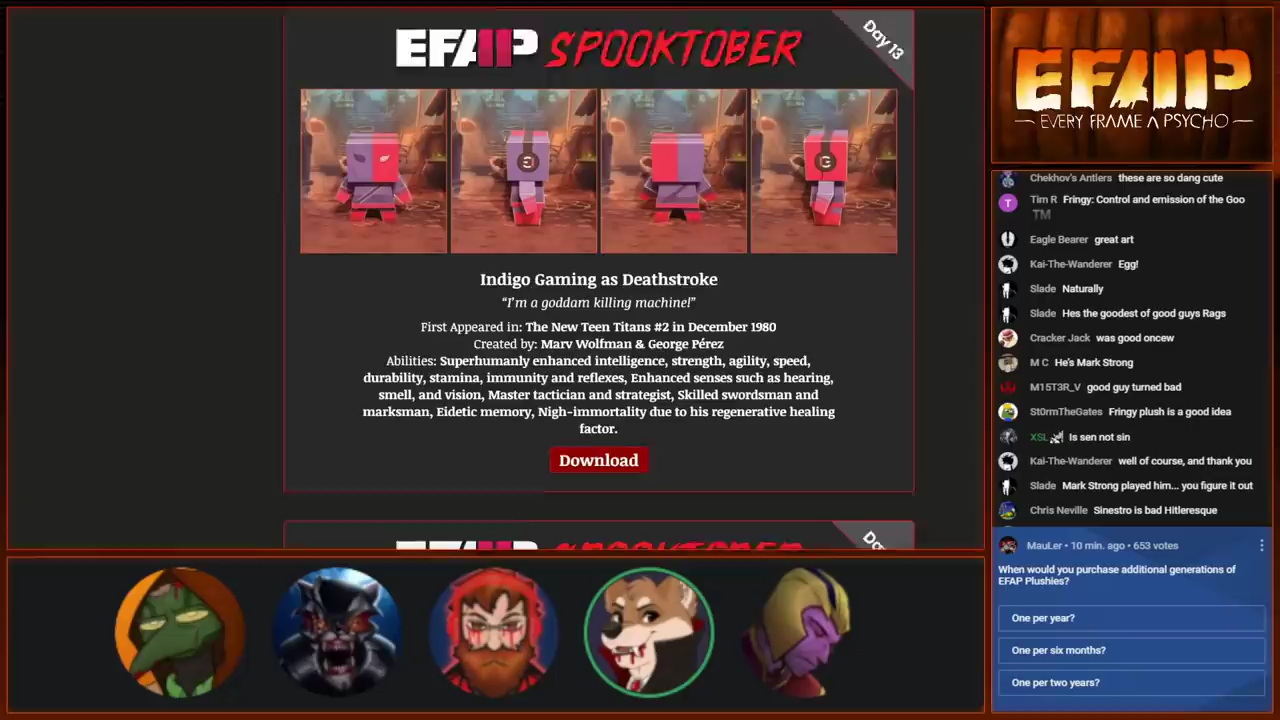 EFAP SPOOKTOBER
Day 13
Indigo Gaming as Deathstroke
“I’m a goddam killing machine!”
First Appeared in: The New Teen Titans #2 in December 1980
Created by: Marv Wolfman & George Pérez
Abilities: Superhumanly enhanced intelligence, strength, agility, speed,
durability, stamina, immunity and reflexes, Enhanced senses such as hearing,
smell, and vision, Master tactician and strategist, Skilled swordsman and
marksman, Eidetic memory, Nigh-immortality due to his regenerative healing
factor.
Download
EFAP SPOOKTOBER
EFAP
EVERY FRAME A PSYCHO
Chekhov's Antlers these are so dang cute
Tim R Fringy: Control and emission of the Goo
TM
Eagle Bearer great art
Kai-The-Wanderer Egg!
Slade Naturally
Slade Hes the goodest of good guys Rags
Cracker Jack was good oncew
M C He's Mark Strong
M15T3R_V good guy turned bad
St0rmTheGates Fringy plush is a good idea
XSL Is sen not sin
Kai-The-Wanderer well of course, and thank you
Slade Mark Strong played him... you figure it out
Chris Neville Sinestro is bad Hitleresque
MauLer • 10 min. ago • 653 votes
When would you purchase additional generations of
EFAP Plushies?
One per year?
One per six months?
One per two years?